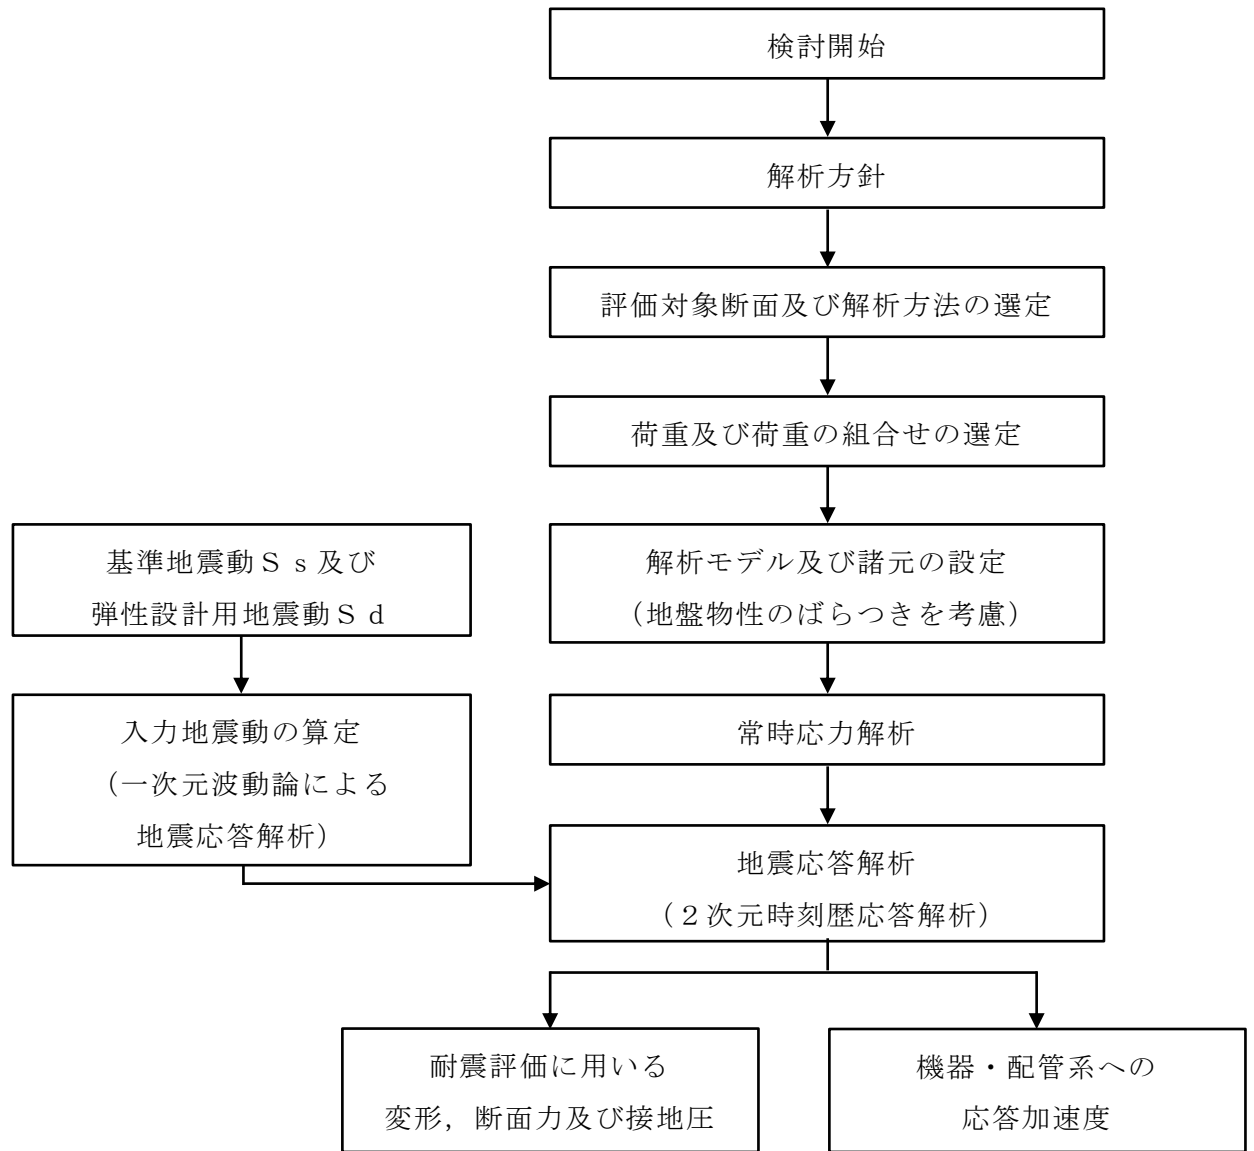 検討開始
解析方針
評価対象断面及び解析方法の選定
荷重及び荷重の組合せの選定
基準地震動Ｓｓ及び
弾性設計用地震動Ｓｄ
解析モデル及び諸元の設定
（地盤物性のばらつきを考慮）
入力地震動の算定
（一次元波動論による
地震応答解析）
常時応力解析
地震応答解析
（２次元時刻歴応答解析）
耐震評価に用いる
変形，断面力及び接地圧
機器・配管系への
応答加速度